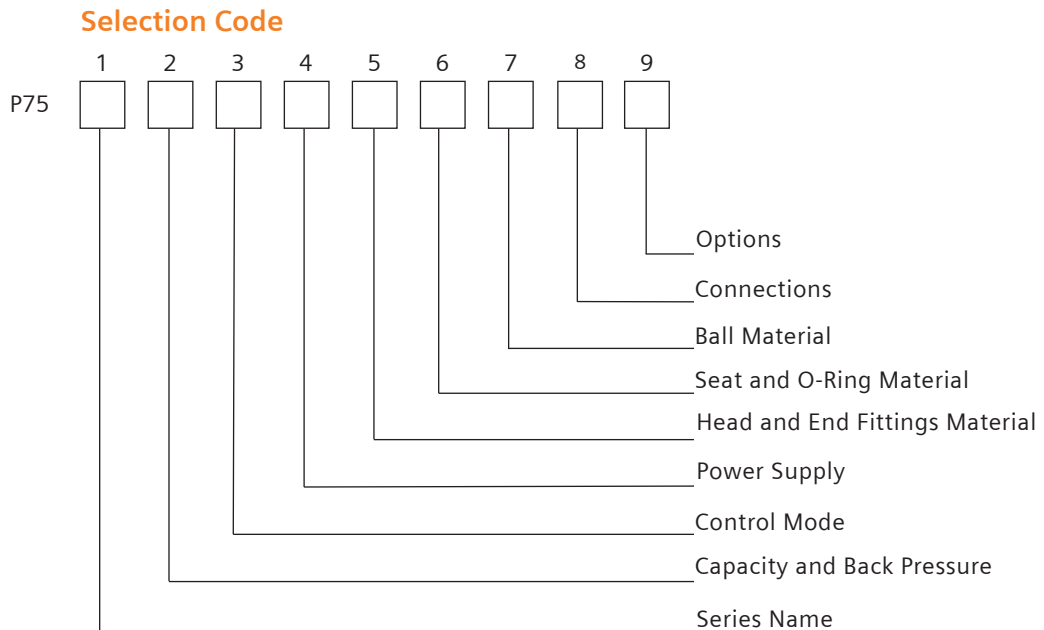 Selection Code
1 2 3 4 5 6 7 8 9
P75
Options
Connections
Ball Material
Seat and O-Ring Material
Head and End Fittings Material
Power Supply
Control Mode
Capacity and Back Pressure
Series Name